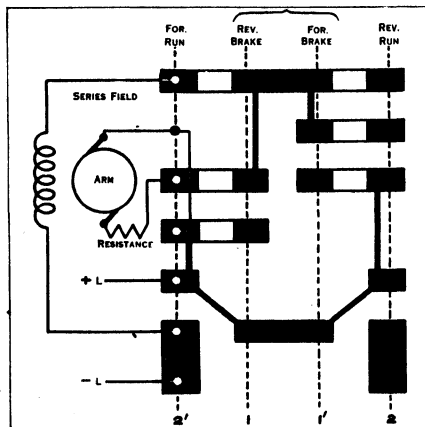 FOR. RUN
REV. BRAKE
FOR. BRAKE
REV. RUN
SERIES FIELD
ARM
RESISTANCE
+ L
- L
2' 1 1' 2